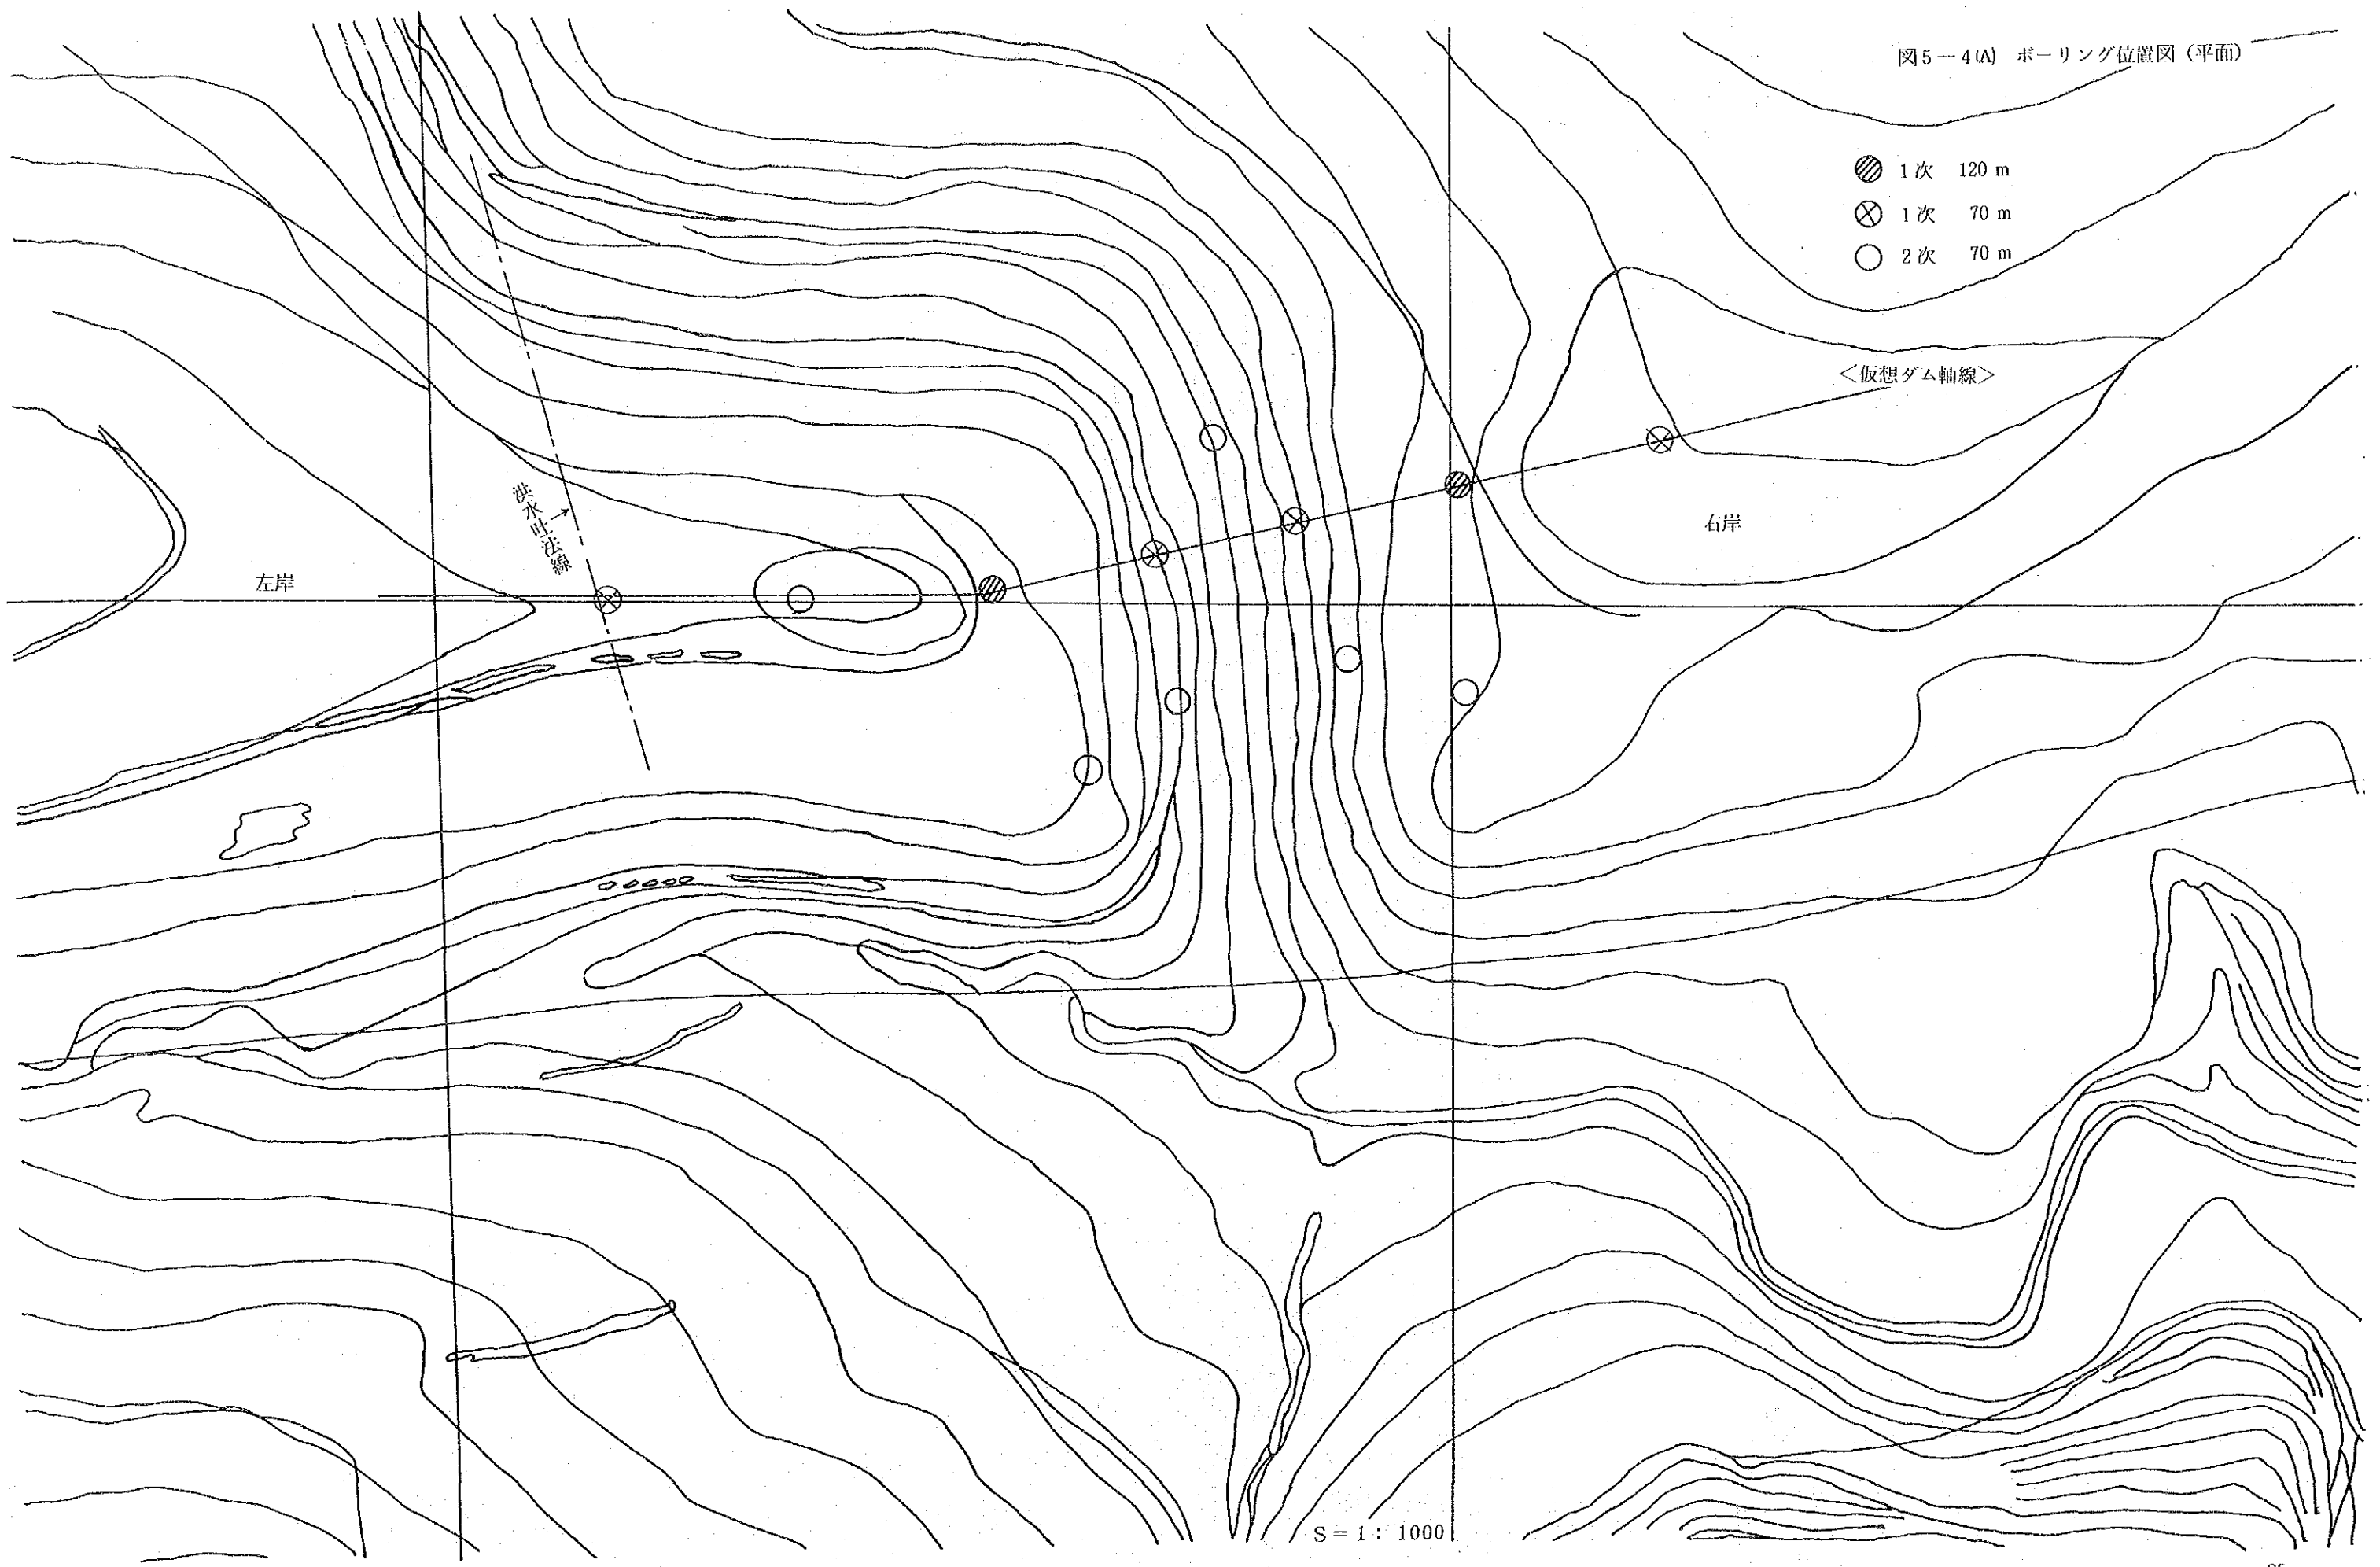 図5-4(A) ボーリング位置図（平面）
1次 120 m
1次 70 m
2次 70 m
＜仮想ダム軸線＞
洪水吐法線
右岸
左岸
S=1:1000